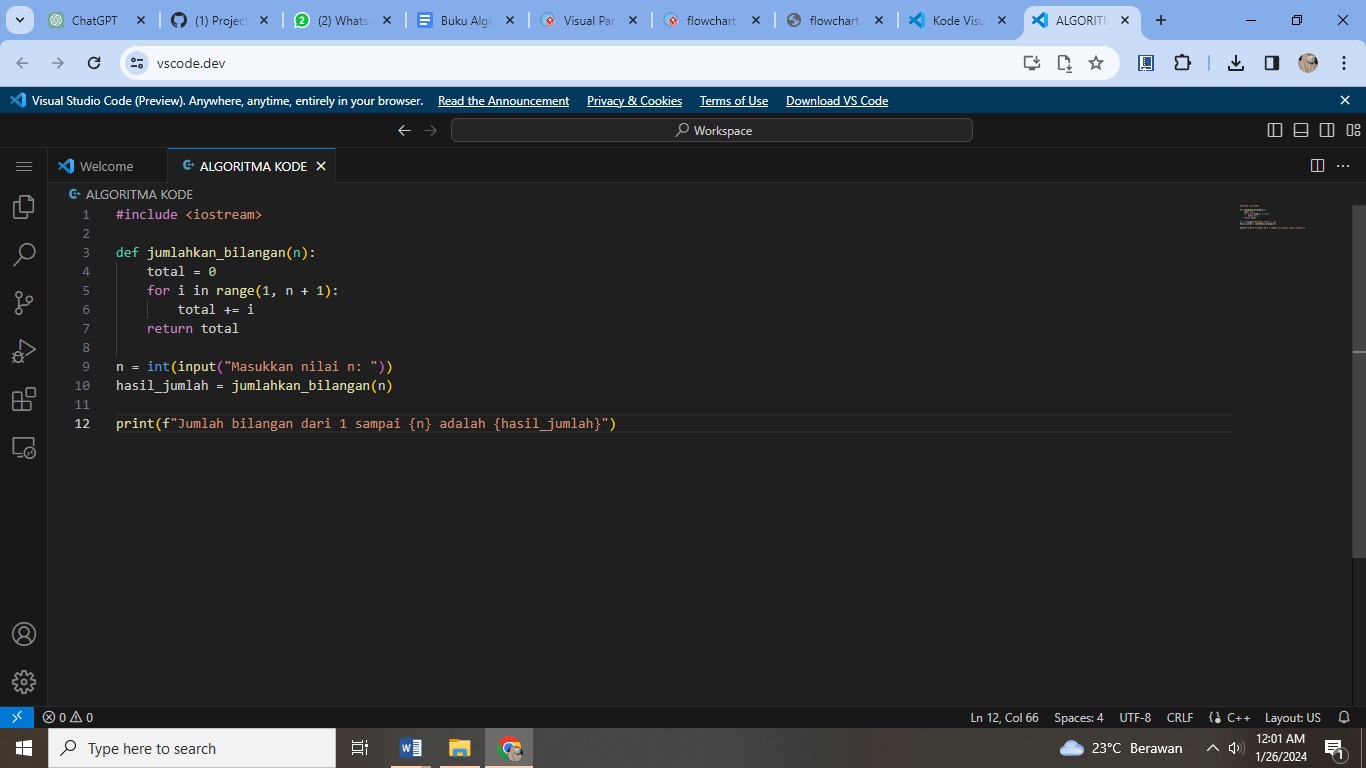 ChatGPT
(1) Projec
(2) Whats
Buku Algo
Visual Par
flowchart.
flowchart.
Kode Visu
ALGORITM
vscode.dev
Visual Studio Code (Preview). Anywhere, anytime, entirely in your browser. Read the Announcement Privacy & Cookies Terms of Use Download VS Code
Workspace
Welcome
ALGORITMA KODE
ALGORITMA KODE
1 #include <iostream>
2
3 def jumlahkan_bilangan(n):
4     total = 0
5     for i in range(1, n + 1):
6         total += i
7     return total
8
9 n = int(input("Masukkan nilai n: "))
10 hasil_jumlah = jumlahkan_bilangan(n)
11
12 print(f"Jumlah bilangan dari 1 sampai {n} adalah {hasil_jumlah}")
0 0 Ln 12, Col 66 Spaces: 4 UTF-8 CRLF C++ Layout: US
Type here to search
23°C Berawan
12:01 AM
1/26/2024
1